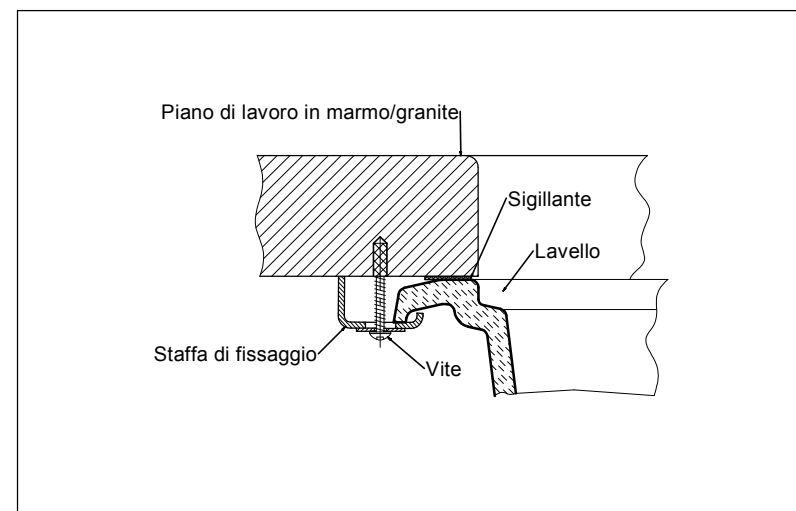 Piano di lavoro in marmo/granite
Sigillante
Lavello
Staffa di fissaggio
Vite